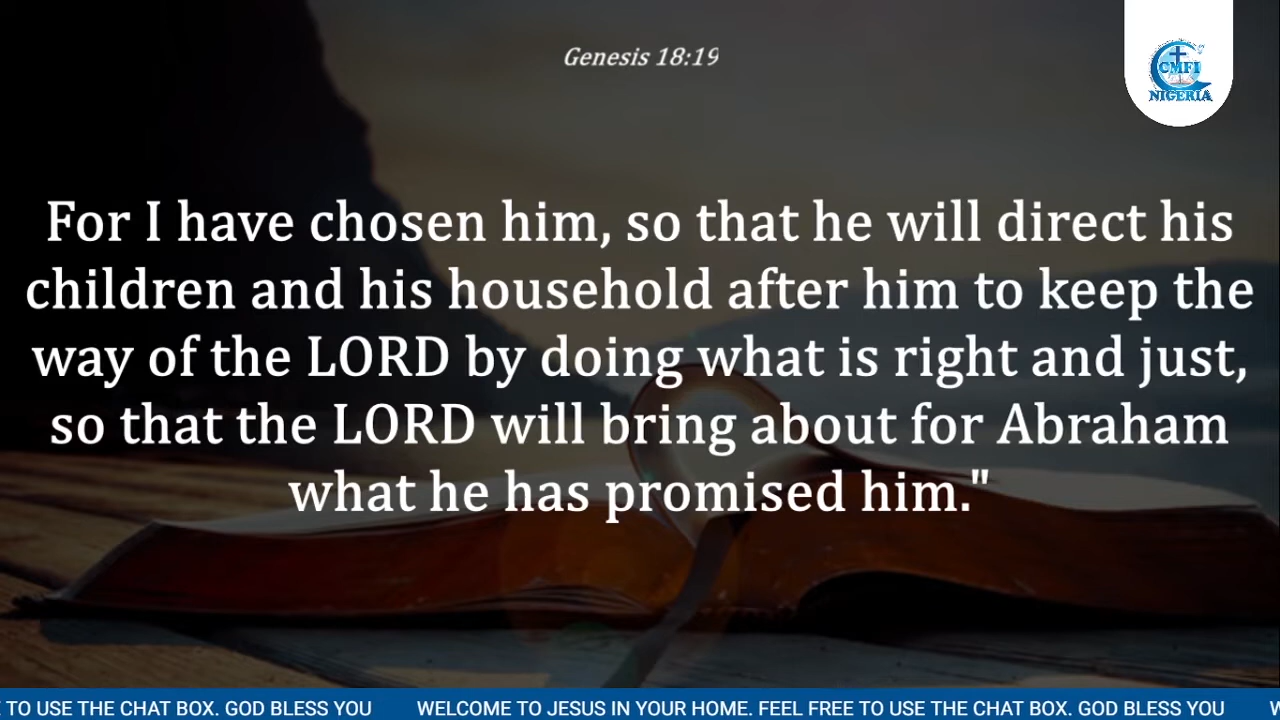 Genesis 18:19
CMFI
NIGERIA
For I have chosen him, so that he will direct his
children and his household after him to keep the
way of the LORD by doing what is right and just,
so that the LORD will bring about for Abraham
what he has promised him."
TO USE THE CHAT BOX. GOD BLESS YOU WELCOME TO JESUS IN YOUR HOME. FEEL FREE TO USE THE CHAT BOX. GOD BLESS YOU